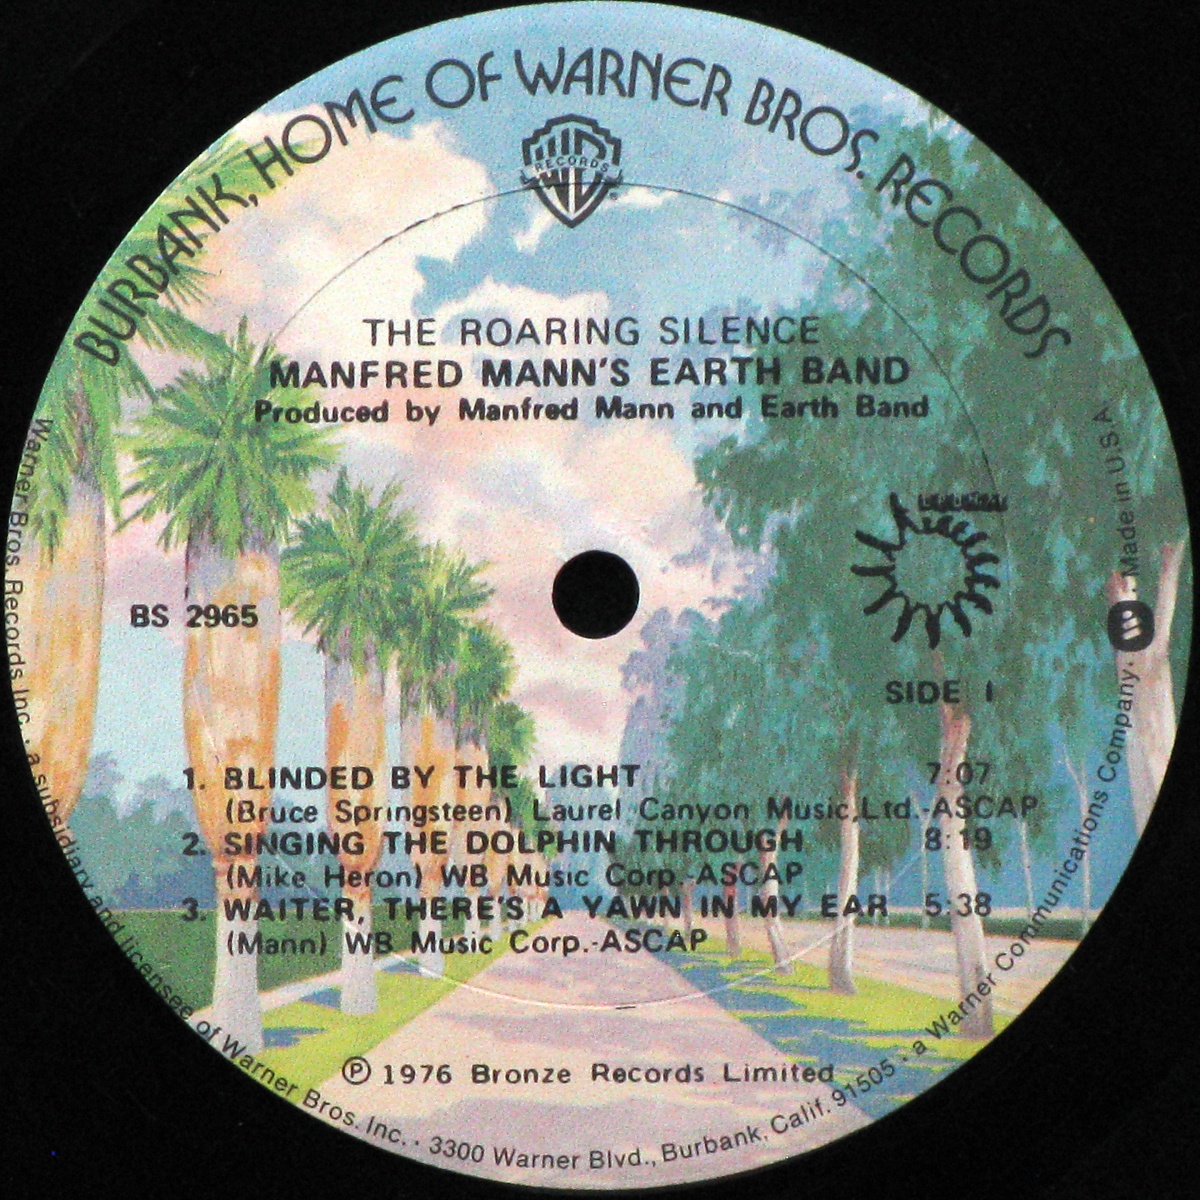 BURBANK, HOME OF WARNER BROS. RECORDS
RECORDS
THE ROARING SILENCE
MANFRED MANN'S EARTH BAND
Produced by Manfred Mann and Earth Band
BS 2965
SIDE 1
1. BLINDED BY THE LIGHT 7:07
(Bruce Springsteen) Laurel Canyon Music,Ltd.-ASCAP
2. SINGING THE DOLPHIN THROUGH 8:19
(Mike Heron) WB Music Corp.-ASCAP
3. WAITER, THERE'S A YAWN IN MY EAR 5:38
(Mann) WB Music Corp.-ASCAP
℗ 1976 Bronze Records Limited
Warner Bros. Records Inc. · a subsidiary and licensee of Warner Bros. Inc. · 3300 Warner Blvd., Burbank, Calif. 91505 · a Warner Communications Company · Made in U.S.A.